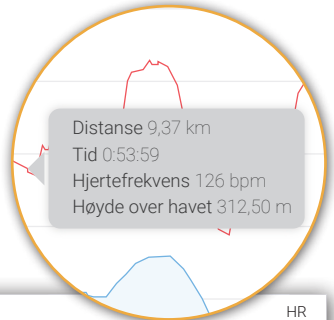 Distanse 9,37 km
Tid 0:53:59
Hjertefrekvens 126 bpm
Høyde over havet 312,50 m
HR